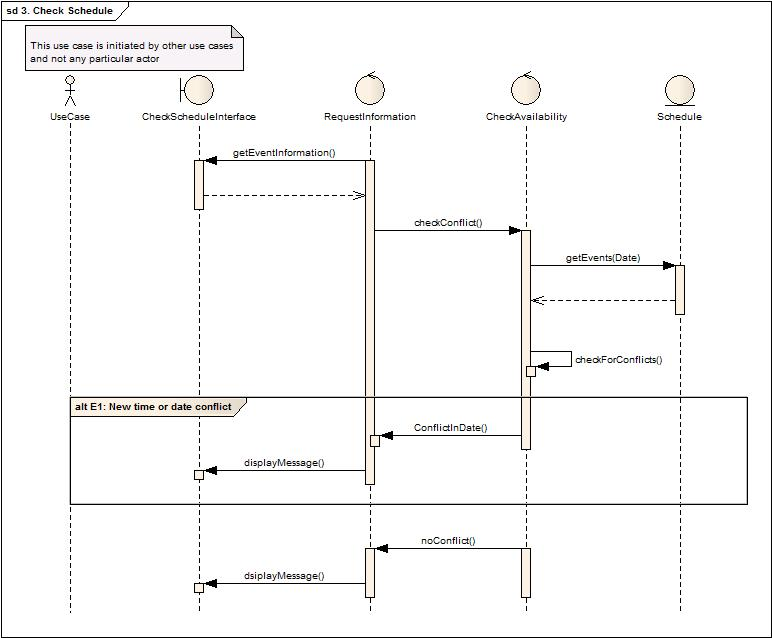 sd 3. Check Schedule
This use case is initiated by other use cases
and not any particular actor
UseCase
CheckScheduleInterface
RequestInformation
CheckAvailability
Schedule
getEventInformation()
checkConflict()
getEvents(Date)
checkForConflicts()
alt E1: New time or date conflict
ConflictInDate()
displayMessage()
noConflict()
dsiplayMessage()